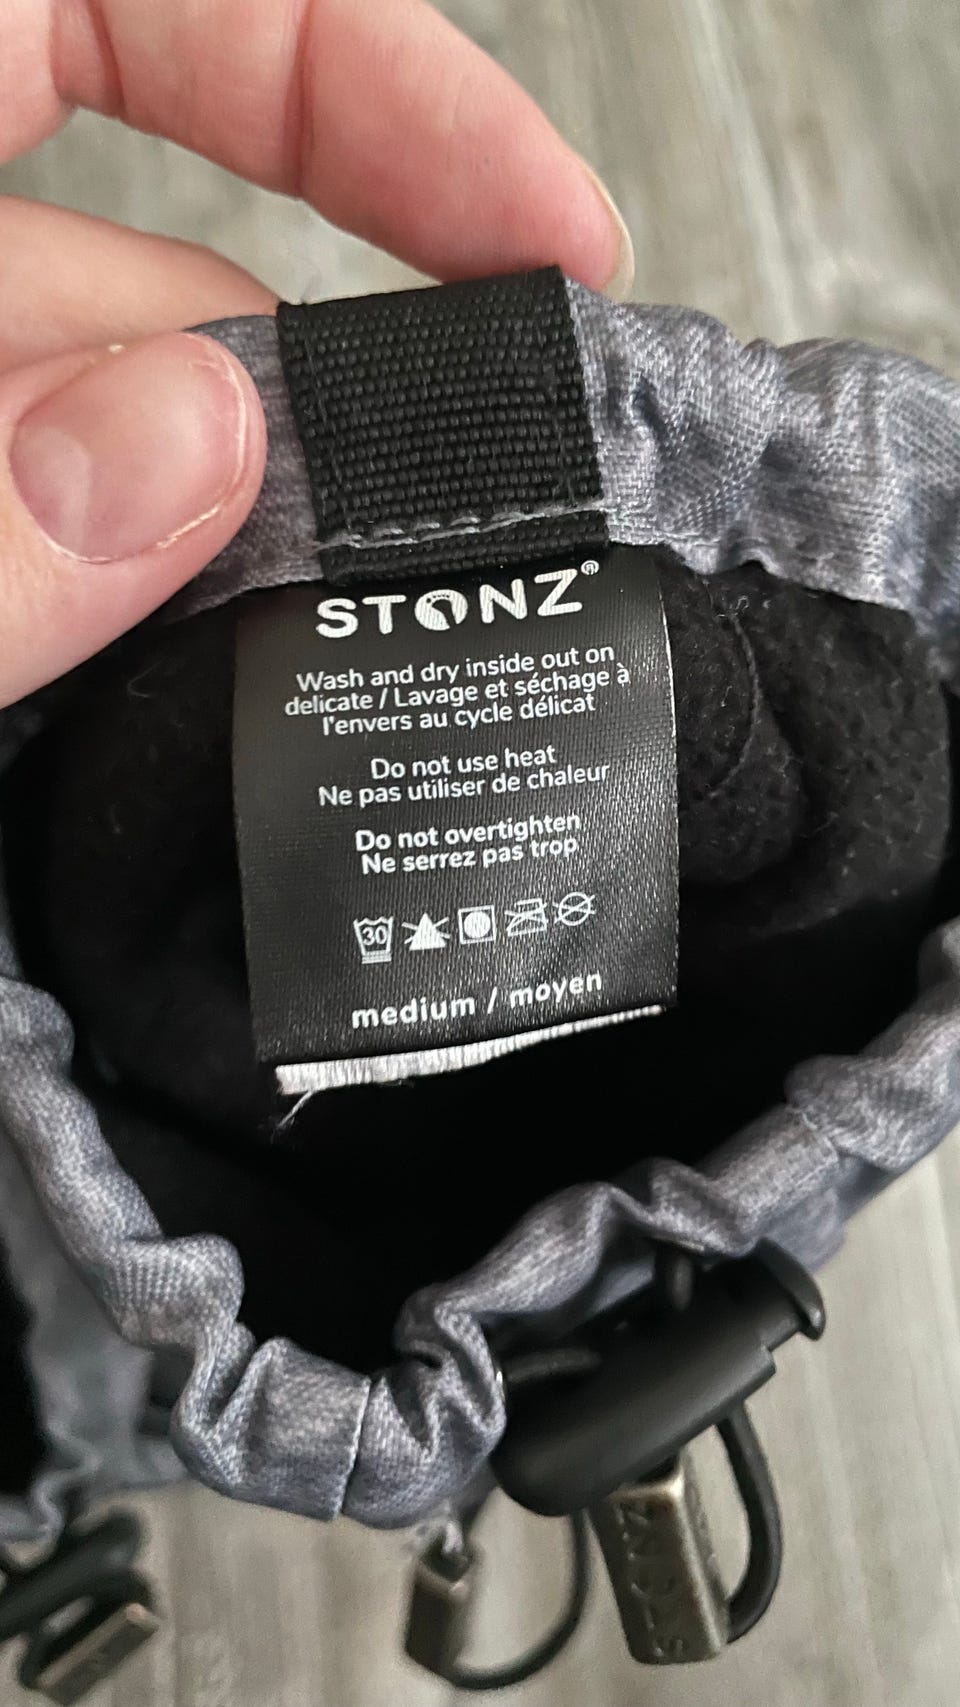 STONZ®
Wash and dry inside out on
delicate / Lavage et séchage à
l'envers au cycle délicat
Do not use heat
Ne pas utiliser de chaleur
Do not overtighten
Ne serrez pas trop
30
medium / moyen
STONZ